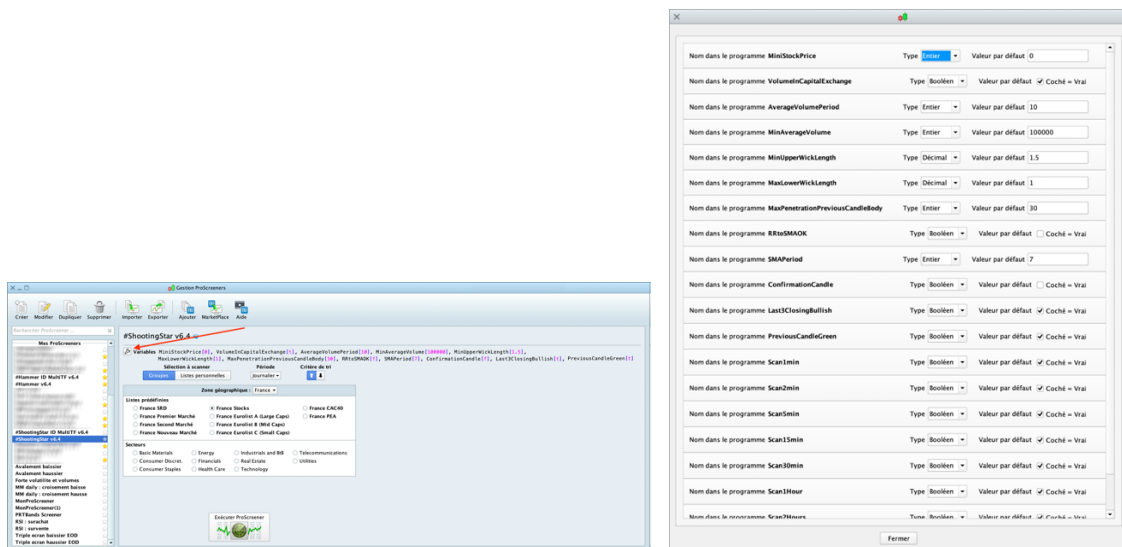 Gestion ProScreeners
Créer Modifier Dupliquer Supprimer Importer Exporter Ajouter MarketPlace Aide
Rechercher ProScreener ...
Mes ProScreeners
#Hammer ID MultiTF v6.4
#Hammer v6.4
#ShootingStar ID MultiTF v6.4
#ShootingStar v6.4
Avalement baissier
Avalement haussier
Forte volatilite et volumes
MM daily : croisement baisse
MM daily : croisement hausse
MonProScreener
MonProScreener(1)
PRTBands Screener
RSI : surachat
RSI : survente
Triple ecran baissier EOD
Triple ecran haussier EOD
#ShootingStar v6.4
Variables MiniStockPrice[0], VolumeInCapitalExchange[t], AverageVolumePeriod[10], MinAverageVolume[100000], MinUpperWickLength[1.5],
MaxLowerWickLength[1], MaxPenetrationPreviousCandleBody[30], RRtoSMAOK[f], SMAPeriod[7], ConfirmationCandle[f], Last3ClosingBullish[t], PreviousCandleGreen[t]
Sélection à scanner Période Critère de tri
Groupes Listes personnelles Journalier
Zone géographique : France
Listes prédéfinies
France SRD France Stocks France CAC40
France Premier Marché France Eurolist A (Large Caps) France PEA
France Second Marché France Eurolist B (Mid Caps)
France Nouveau Marché France Eurolist C (Small Caps)
Secteurs
Basic Materials Energy Industrials and BtB Telecommunications
Consumer Discret. Financials Real Estate Utilities
Consumer Staples Health Care Technology
Exécuter ProScreener
Nom dans le programme MiniStockPrice Type Entier Valeur par défaut 0
Nom dans le programme VolumeInCapitalExchange Type Booléen Valeur par défaut Coché = Vrai
Nom dans le programme AverageVolumePeriod Type Entier Valeur par défaut 10
Nom dans le programme MinAverageVolume Type Entier Valeur par défaut 100000
Nom dans le programme MinUpperWickLength Type Décimal Valeur par défaut 1.5
Nom dans le programme MaxLowerWickLength Type Décimal Valeur par défaut 1
Nom dans le programme MaxPenetrationPreviousCandleBody Type Entier Valeur par défaut 30
Nom dans le programme RRtoSMAOK Type Booléen Valeur par défaut Coché = Vrai
Nom dans le programme SMAPeriod Type Entier Valeur par défaut 7
Nom dans le programme ConfirmationCandle Type Booléen Valeur par défaut Coché = Vrai
Nom dans le programme Last3ClosingBullish Type Booléen Valeur par défaut Coché = Vrai
Nom dans le programme PreviousCandleGreen Type Booléen Valeur par défaut Coché = Vrai
Nom dans le programme Scan1min Type Booléen Valeur par défaut Coché = Vrai
Nom dans le programme Scan2min Type Booléen Valeur par défaut Coché = Vrai
Nom dans le programme Scan5min Type Booléen Valeur par défaut Coché = Vrai
Nom dans le programme Scan15min Type Booléen Valeur par défaut Coché = Vrai
Nom dans le programme Scan30min Type Booléen Valeur par défaut Coché = Vrai
Nom dans le programme Scan1Hour Type Booléen Valeur par défaut Coché = Vrai
Nom dans le programme Scan2Hours Type Booléen Valeur par défaut Coché = Vrai
Fermer